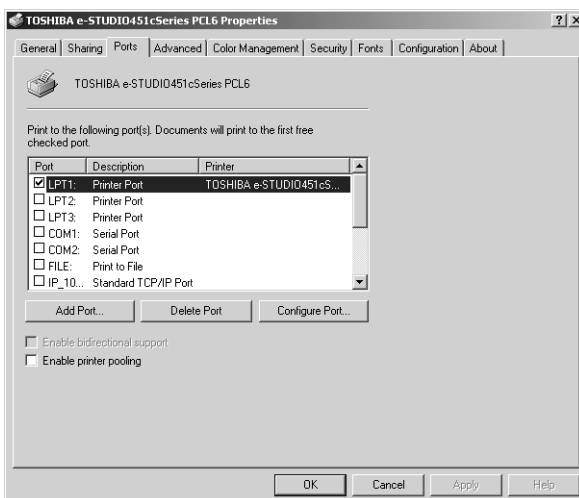 TOSHIBA e-STUDIO451cSeries PCL6 Properties
General Sharing Ports Advanced Color Management Security Fonts Configuration About
TOSHIBA e-STUDIO451cSeries PCL6
Print to the following port(s). Documents will print to the first free
checked port.
Port Description Printer
LPT1: Printer Port TOSHIBA e-STUDIO451cS...
LPT2: Printer Port
LPT3: Printer Port
COM1: Serial Port
COM2: Serial Port
FILE: Print to File
IP_10... Standard TCP/IP Port
Add Port... Delete Port Configure Port...
Enable bidirectional support
Enable printer pooling
OK Cancel Apply Help